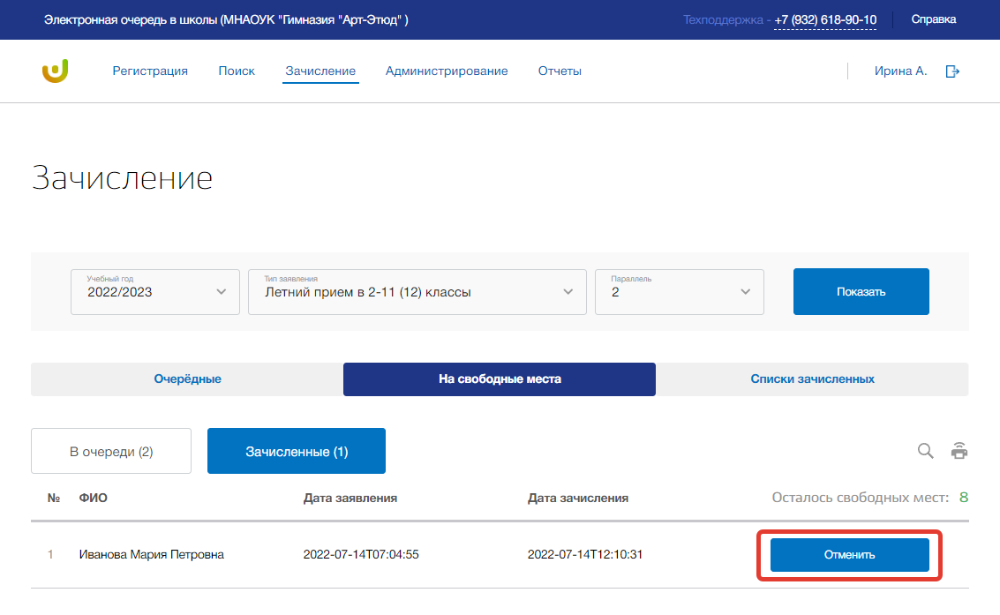 Электронная очередь в школы (МНАОУК "Гимназия "Арт-Этюд" )
Техподдержка - +7 (932) 618-90-10 Справка
Регистрация Поиск Зачисление Администрирование Отчеты Ирина А.
Зачисление
Учебный год Тип заявления Параллель
2022/2023 Летний прием в 2-11 (12) классы 2 Показать
Очерёдные На свободные места Списки зачисленных
В очереди (2) Зачисленные (1)
№ ФИО Дата заявления Дата зачисления Осталось свободных мест: 8
1 Иванова Мария Петровна 2022-07-14T07:04:55 2022-07-14T12:10:31 Отменить